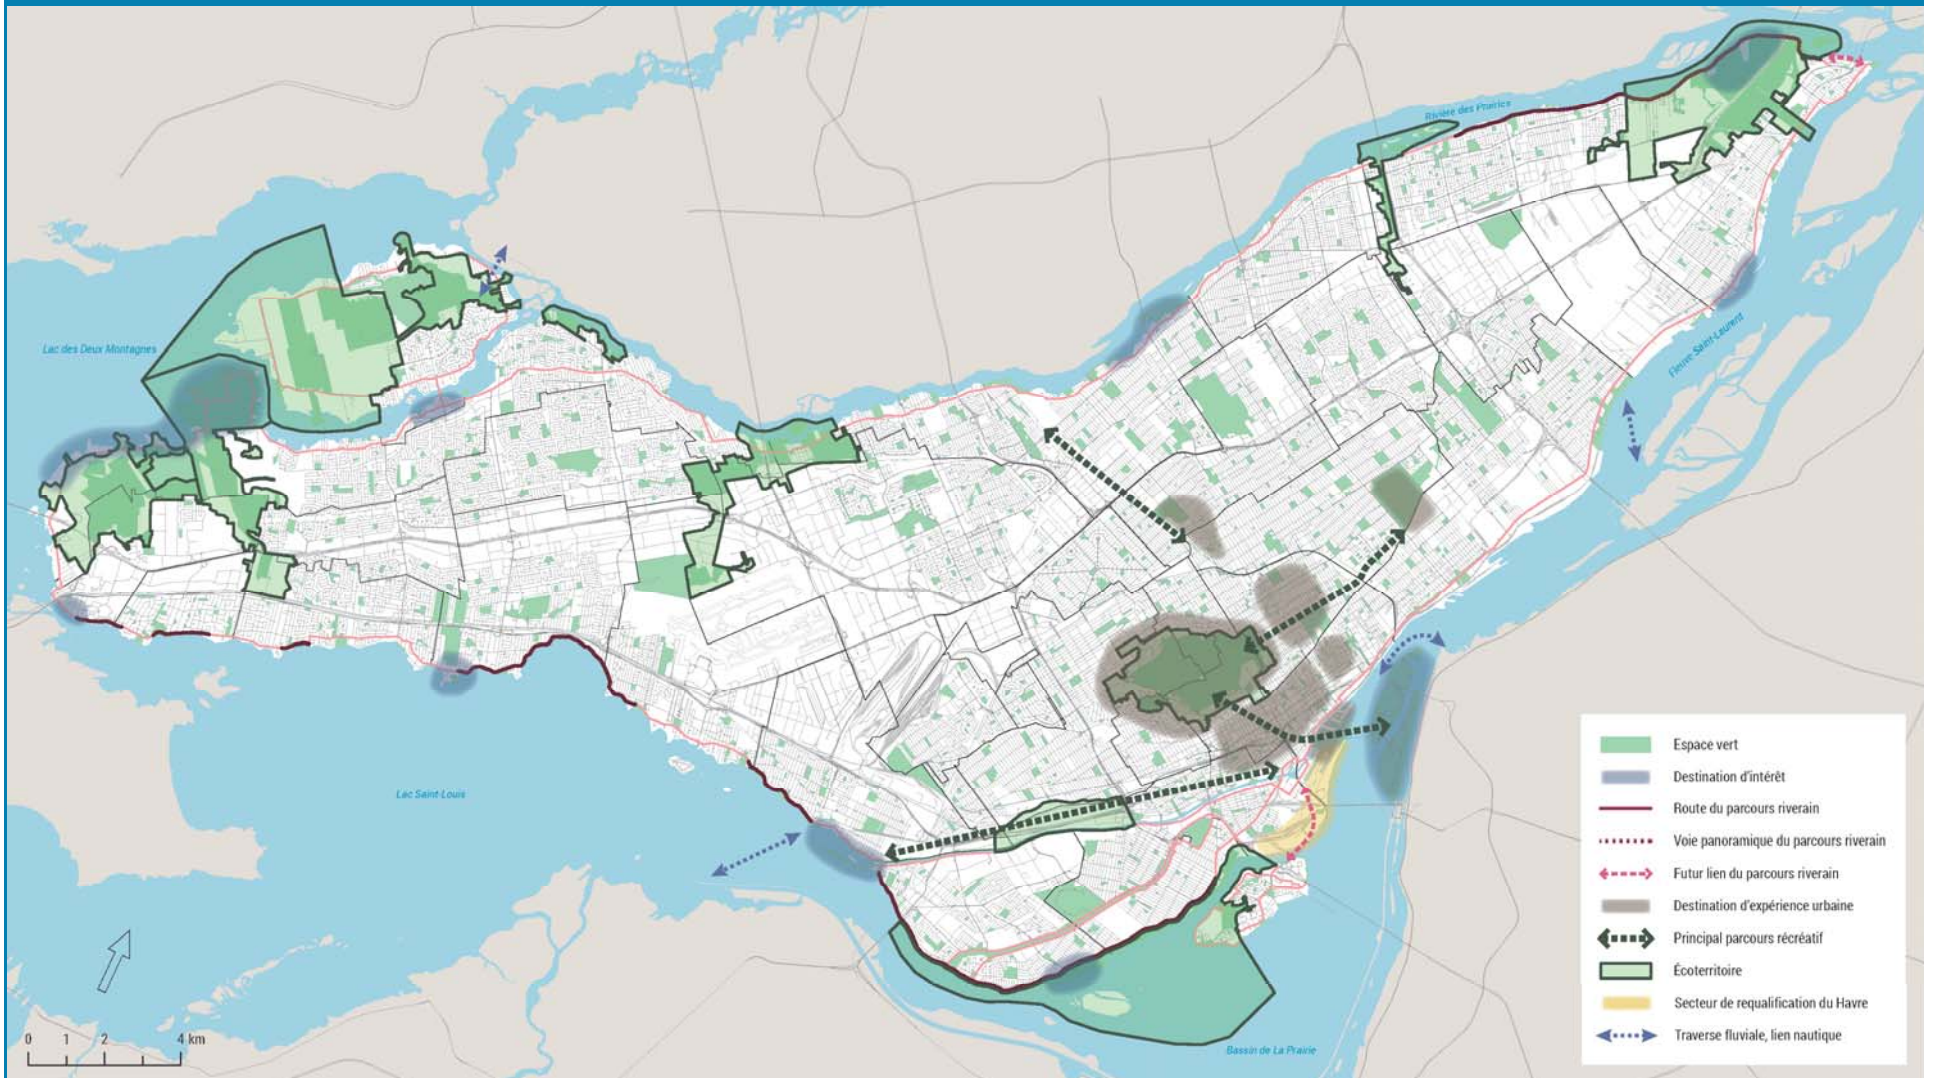 Rivière des Prairies
Lac des Deux Montagnes
Fleuve Saint-Laurent
Lac Saint-Louis
Bassin de La Prairie
0 1 2 4 km
Espace vert
Destination d'intérêt
Route du parcours riverain
Voie panoramique du parcours riverain
Futur lien du parcours riverain
Destination d'expérience urbaine
Principal parcours récréatif
Écoterritoire
Secteur de requalification du Havre
Traverse fluviale, lien nautique